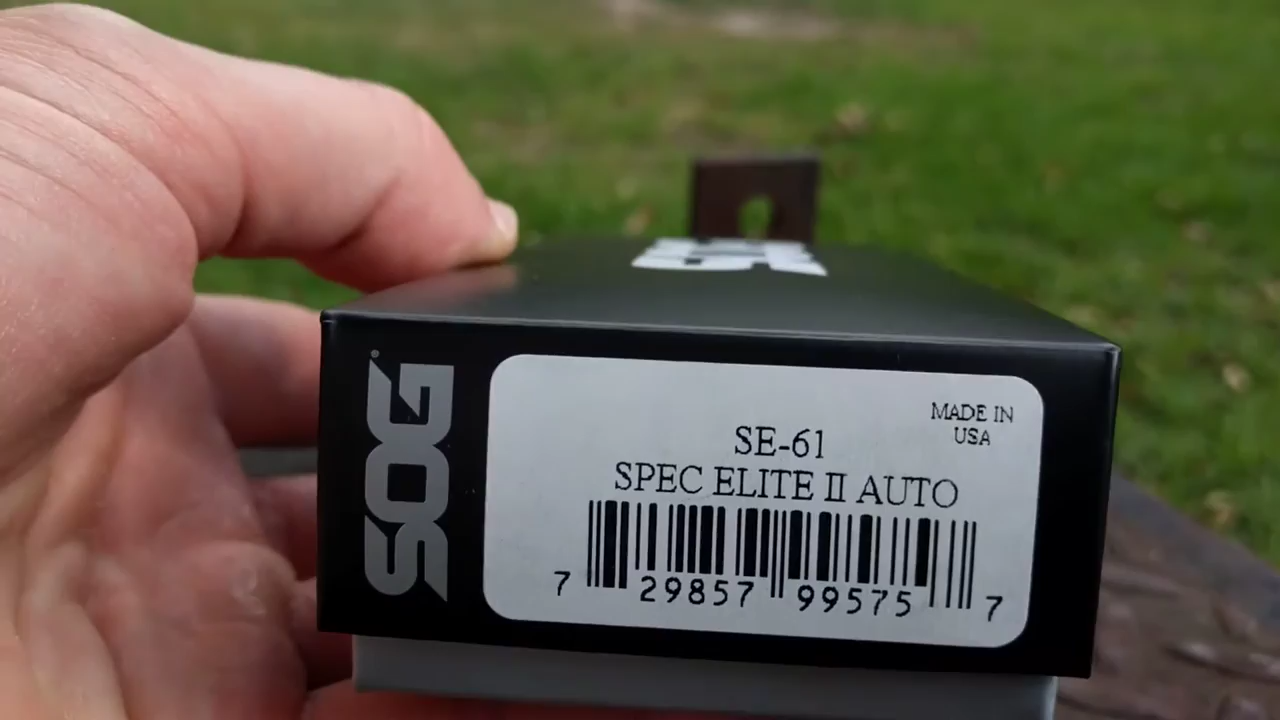 SOG
MADE IN
USA
SE-61
SPEC ELITE II AUTO
7 29857 99575 7